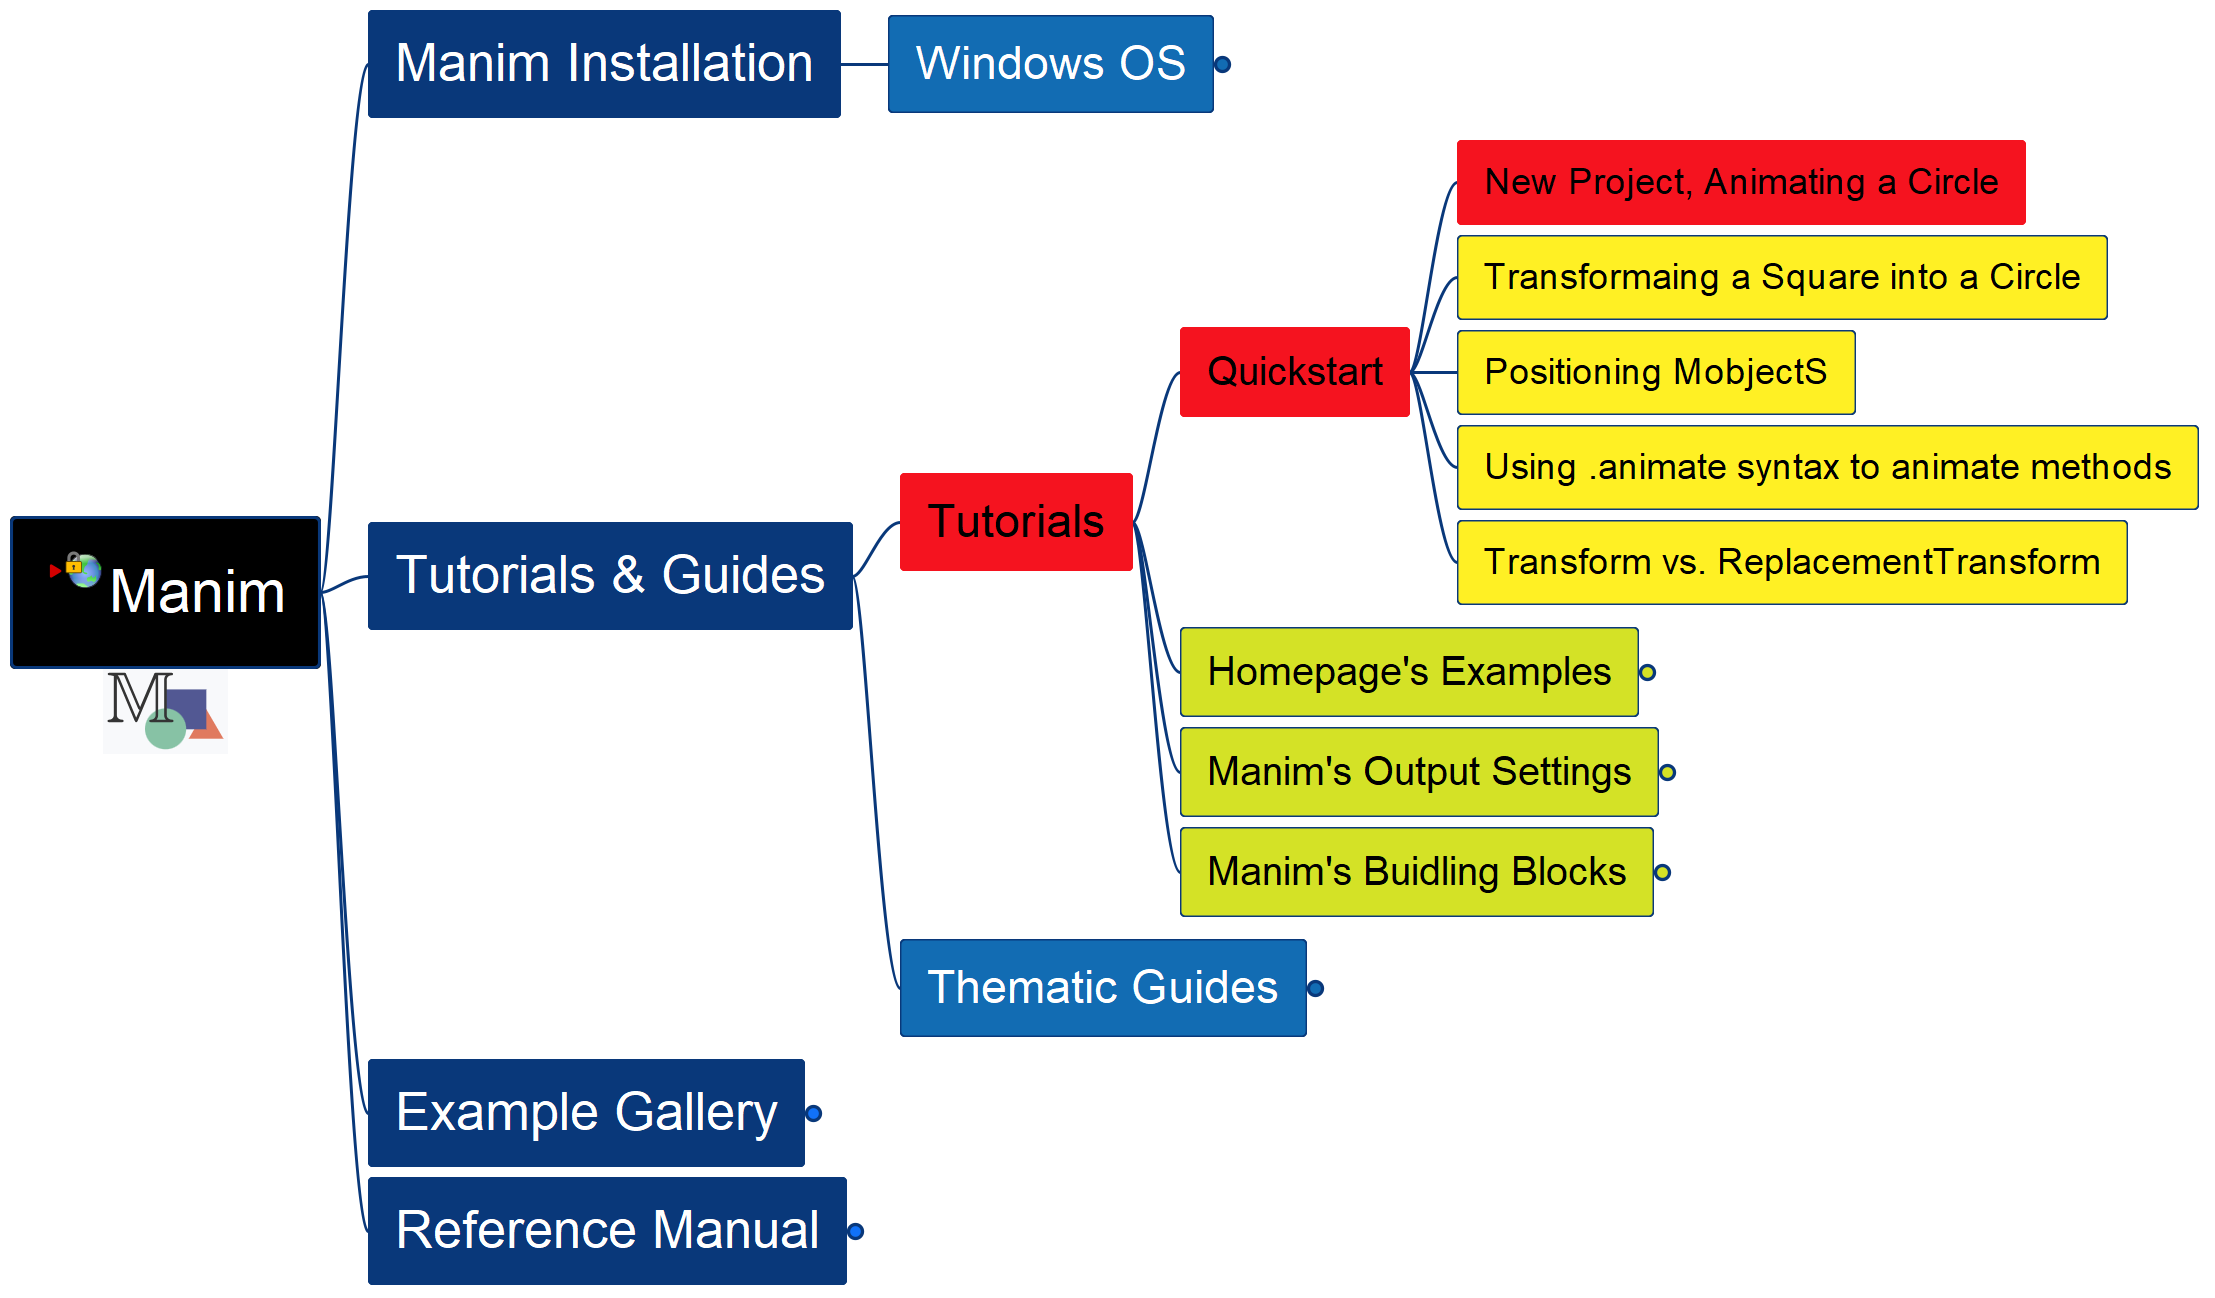 Manim Installation
Windows OS
New Project, Animating a Circle
Transformaing a Square into a Circle
Positioning MobjectS
Quickstart
Using .animate syntax to animate methods
Transform vs. ReplacementTransform
Tutorials
Tutorials & Guides
Manim
M
Homepage's Examples
Manim's Output Settings
Manim's Buidling Blocks
Thematic Guides
Example Gallery
Reference Manual